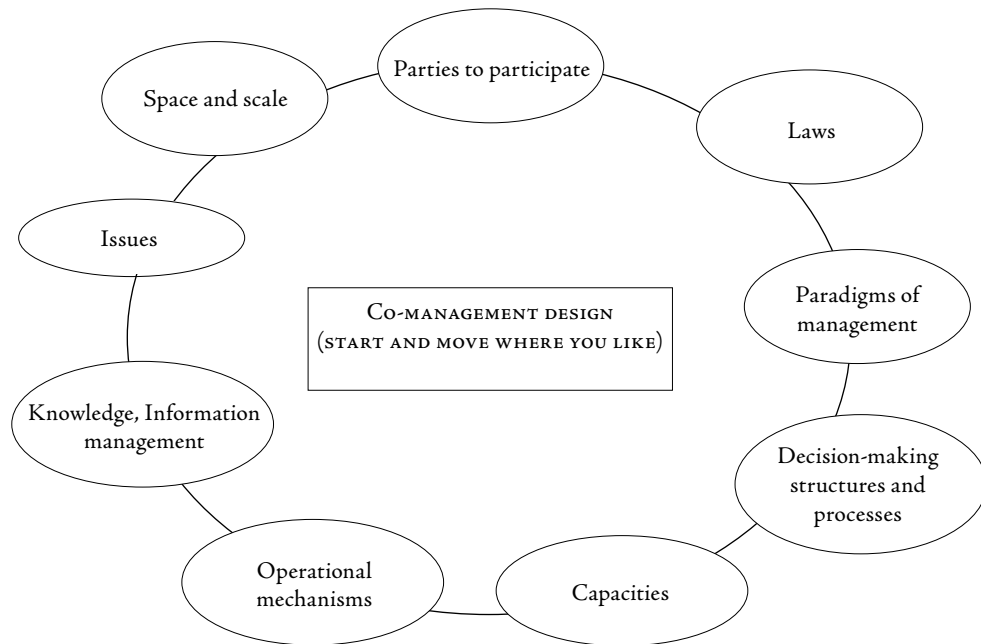 Parties to participate
Space and scale
Laws
Issues
Paradigms of
management
CO-MANAGEMENT DESIGN
(START AND MOVE WHERE YOU LIKE)
Knowledge, Information
management
Decision-making
structures and
processes
Operational
mechanisms
Capacities